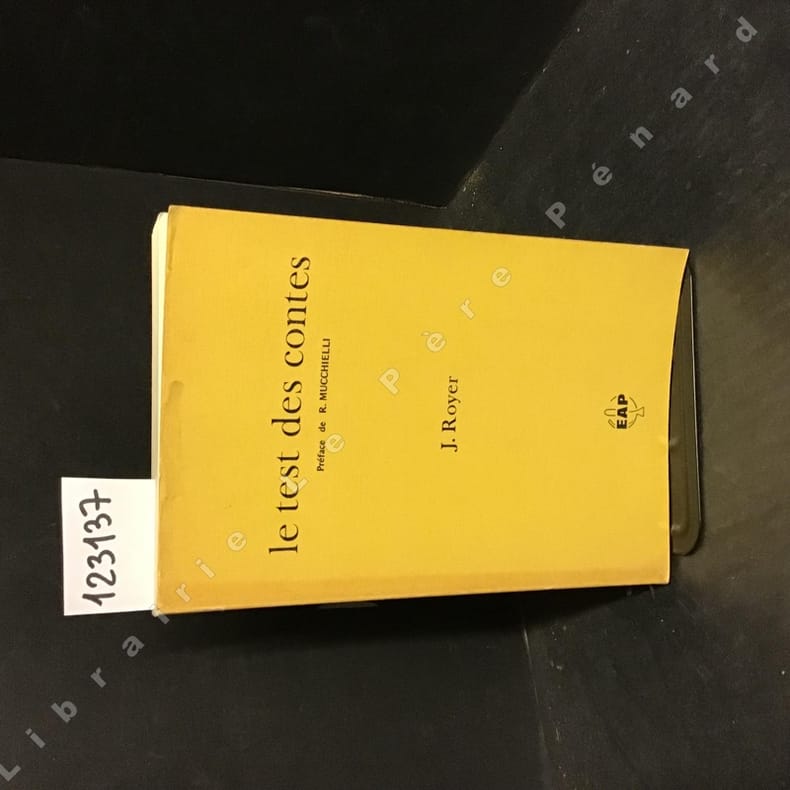 le test des contes
Préface de R. MUCCHIELLI
J. Royer
EAP
123137
Librairie Le Père Pénard